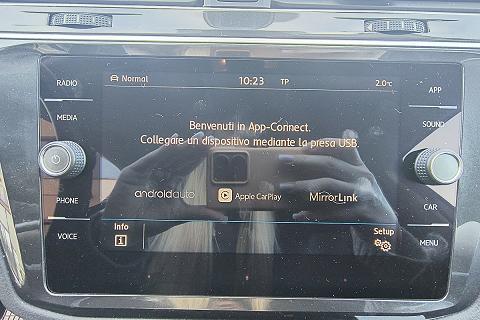 RADIO
MEDIA
PHONE
VOICE
Normal
10:23
TP
2.0°C
Benvenuti in App-Connect.
Collegare un dispositivo mediante la presa USB.
androidauto
Apple CarPlay
MirrorLink
Info
i
Setup
APP
SOUND
CAR
MENU